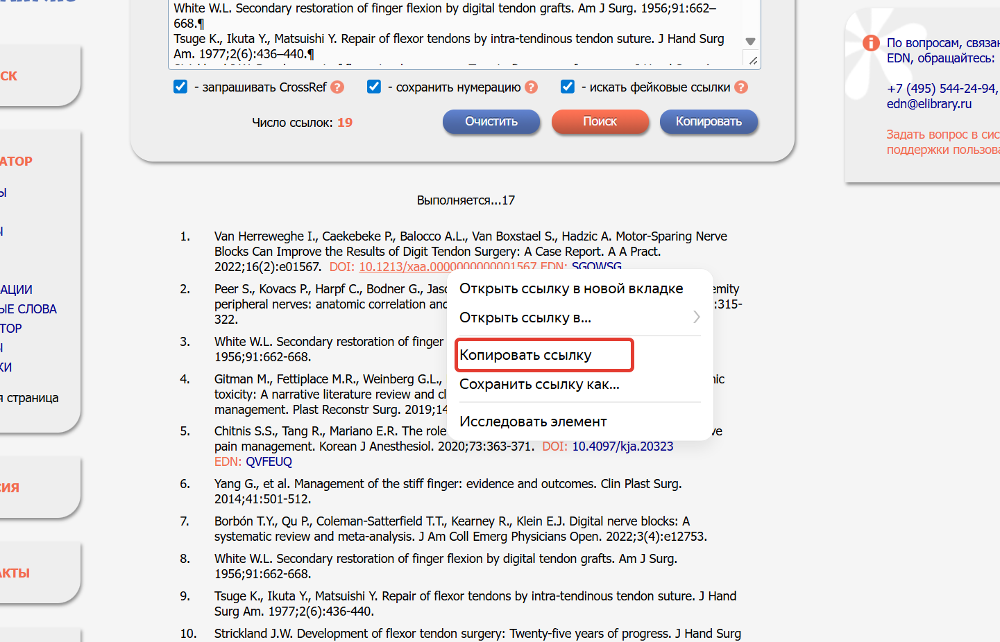 White W.L. Secondary restoration of finger flexion by digital tendon grafts. Am J Surg. 1956;91:662–
668.¶
Tsuge K., Ikuta Y., Matsuishi Y. Repair of flexor tendons by intra-tendinous tendon suture. J Hand Surg
Am. 1977;2(6):436–440.¶
- запрашивать CrossRef ?
- сохранить нумерацию ?
- искать фейковые ссылки ?
Число ссылок: 19
Очистить
Поиск
Копировать
По вопросам, связан
EDN, обращайтесь:
+7 (495) 544-24-94,
edn@elibrary.ru
Задать вопрос в сис
поддержки пользова
СК
АТОР
Ы
АЦИИ
ЫЕ СЛОВА
ТОР
КИ
я страница
СИЯ
АКТЫ
Выполняется...17
1. Van Herreweghe I., Caekebeke P., Balocco A.L., Van Boxstael S., Hadzic A. Motor-Sparing Nerve
Blocks Can Improve the Results of Digit Tendon Surgery: A Case Report. A A Pract.
2022;16(2):e01567. DOI: 10.1213/xaa.0000000000001567 EDN: SGOWSG
2. Peer S., Kovacs P., Harpf C., Bodner G., Jasc emity
peripheral nerves: anatomic correlation and :315-
322.
3. White W.L. Secondary restoration of finger
1956;91:662-668.
4. Gitman M., Fettiplace M.R., Weinberg G.L., ic
toxicity: A narrative literature review and cl
management. Plast Reconstr Surg. 2019;14
5. Chitnis S.S., Tang R., Mariano E.R. The role ve
pain management. Korean J Anesthesiol. 2020;73:363-371. DOI: 10.4097/kja.20323
EDN: QVFEUQ
6. Yang G., et al. Management of the stiff finger: evidence and outcomes. Clin Plast Surg.
2014;41:501-512.
7. Borbón T.Y., Qu P., Coleman-Satterfield T.T., Kearney R., Klein E.J. Digital nerve blocks: A
systematic review and meta-analysis. J Am Coll Emerg Physicians Open. 2022;3(4):e12753.
8. White W.L. Secondary restoration of finger flexion by digital tendon grafts. Am J Surg.
1956;91:662-668.
9. Tsuge K., Ikuta Y., Matsuishi Y. Repair of flexor tendons by intra-tendinous tendon suture. J Hand
Surg Am. 1977;2(6):436-440.
10. Strickland J.W. Development of flexor tendon surgery: Twenty-five years of progress. J Hand Surg
Открыть ссылку в новой вкладке
Открыть ссылку в...
Копировать ссылку
Сохранить ссылку как...
Исследовать элемент